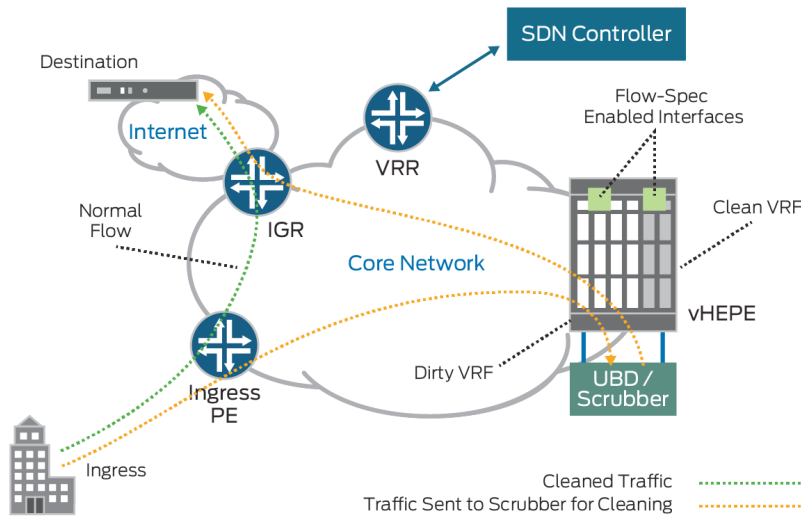 SDN Controller
Destination
Internet
VRR
Flow-Spec
Enabled Interfaces
Normal
Flow
IGR
Clean VRF
Core Network
vHEPE
Dirty VRF
Ingress
PE
UBD /
Scrubber
Ingress
Cleaned Traffic
Traffic Sent to Scrubber for Cleaning